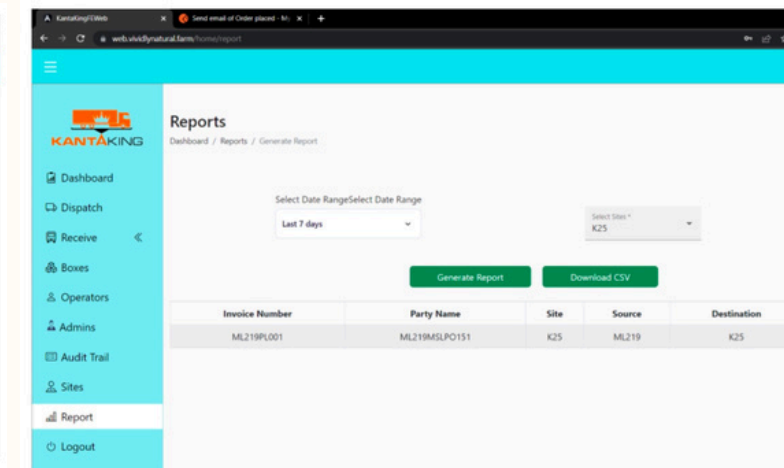 KantaKingFEWeb
Send email of Order placed - My
web.vividlynatural.farm/home/report
KANTAKING
Reports
Dashboard / Reports / Generate Report
Dashboard
Dispatch
Receive
Boxes
Operators
Admins
Audit Trail
Sites
Report
Logout
Select Date RangeSelect Date Range
Last 7 days
Select Sites *
K25
Generate Report
Download CSV
Invoice Number Party Name Site Source Destination
ML219PL001 ML219MSLPO151 K25 ML219 K25